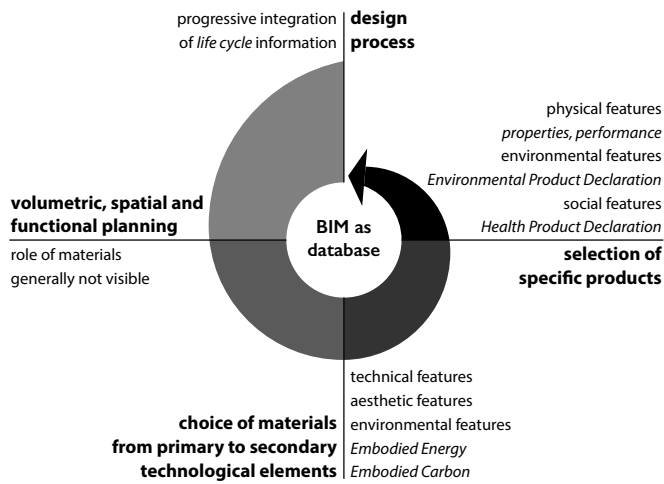 progressive integration
of life cycle information
design
process
physical features
properties, performance
environmental features
Environmental Product Declaration
social features
Health Product Declaration
volumetric, spatial and
functional planning
BIM as
database
role of materials
generally not visible
selection of
specific products
technical features
aesthetic features
environmental features
Embodied Energy
Embodied Carbon
choice of materials
from primary to secondary
technological elements